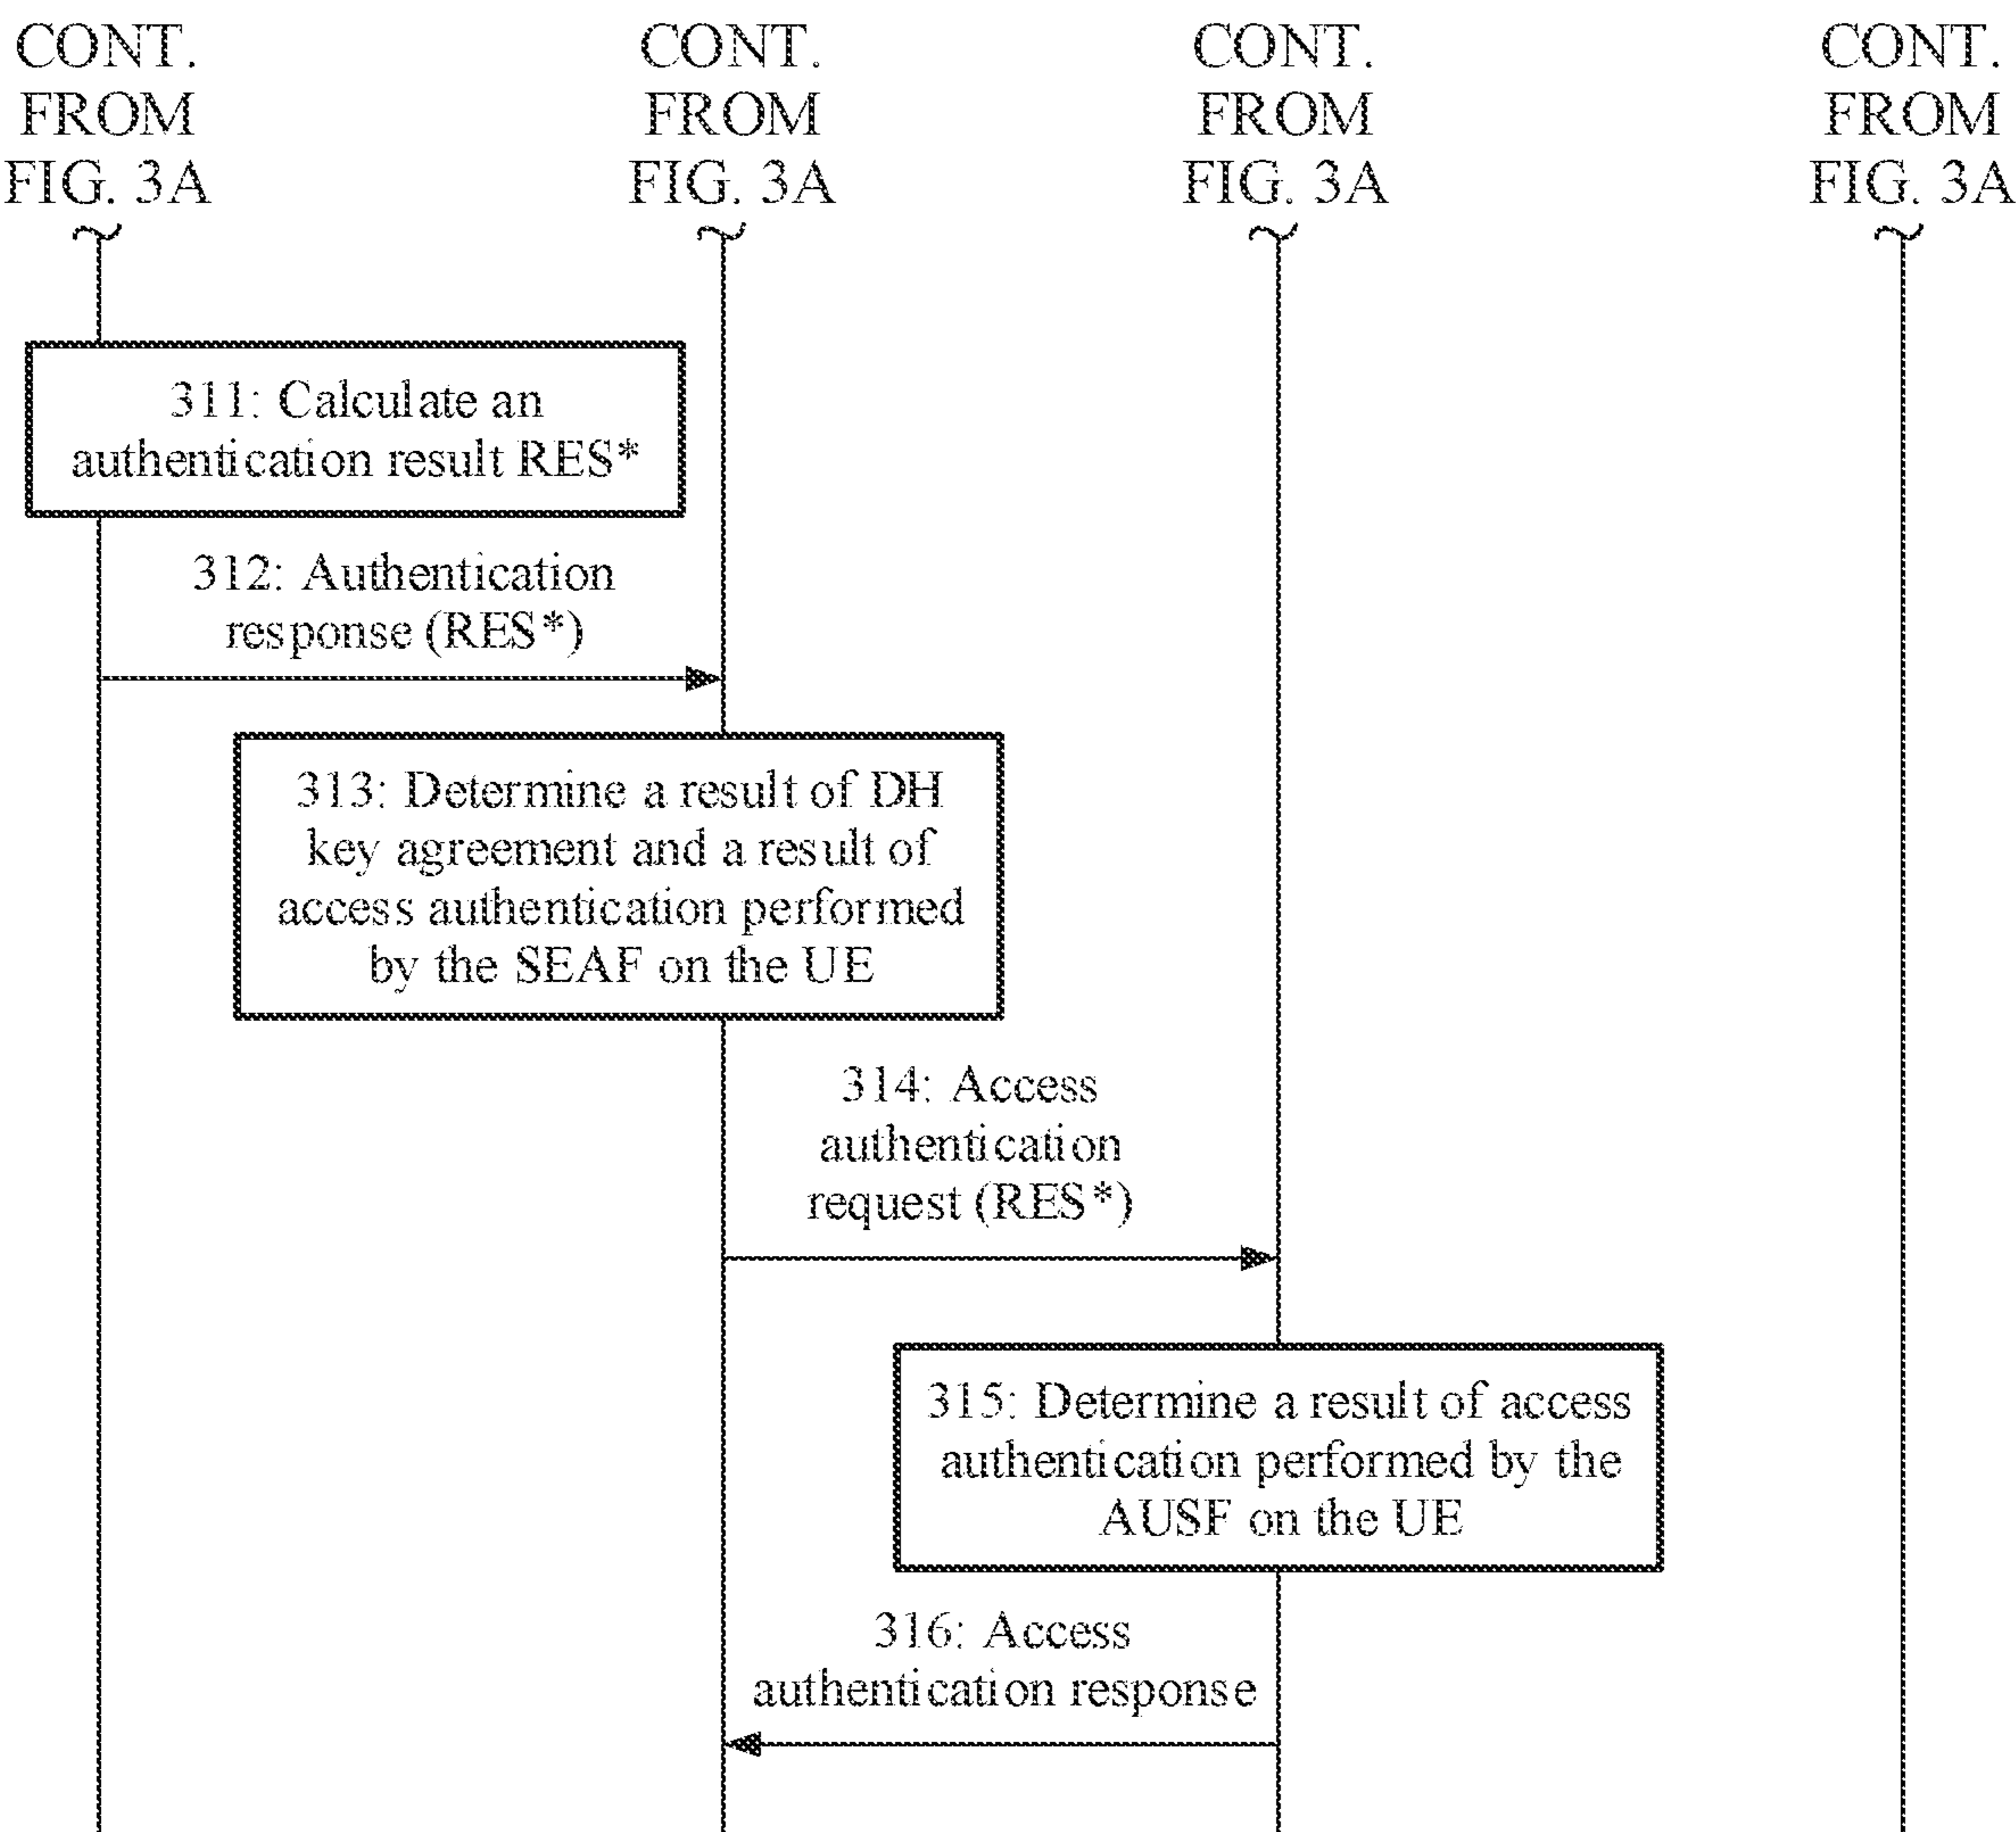 CONT.
FROM
FIG. 3A
CONT.
FROM
FIG. 3A
CONT.
FROM
FIG. 3A
CONT.
FROM
FIG. 3A
311: Calculate an
authentication result RES*
312: Authentication
response (RES*)
313: Determine a result of DH
key agreement and a result of
access authentication performed
by the SEAF on the UE
314: Access
authentication
request (RES*)
315: Determine a result of access
authentication performed by the
AUSF on the UE
316: Access
authentication response